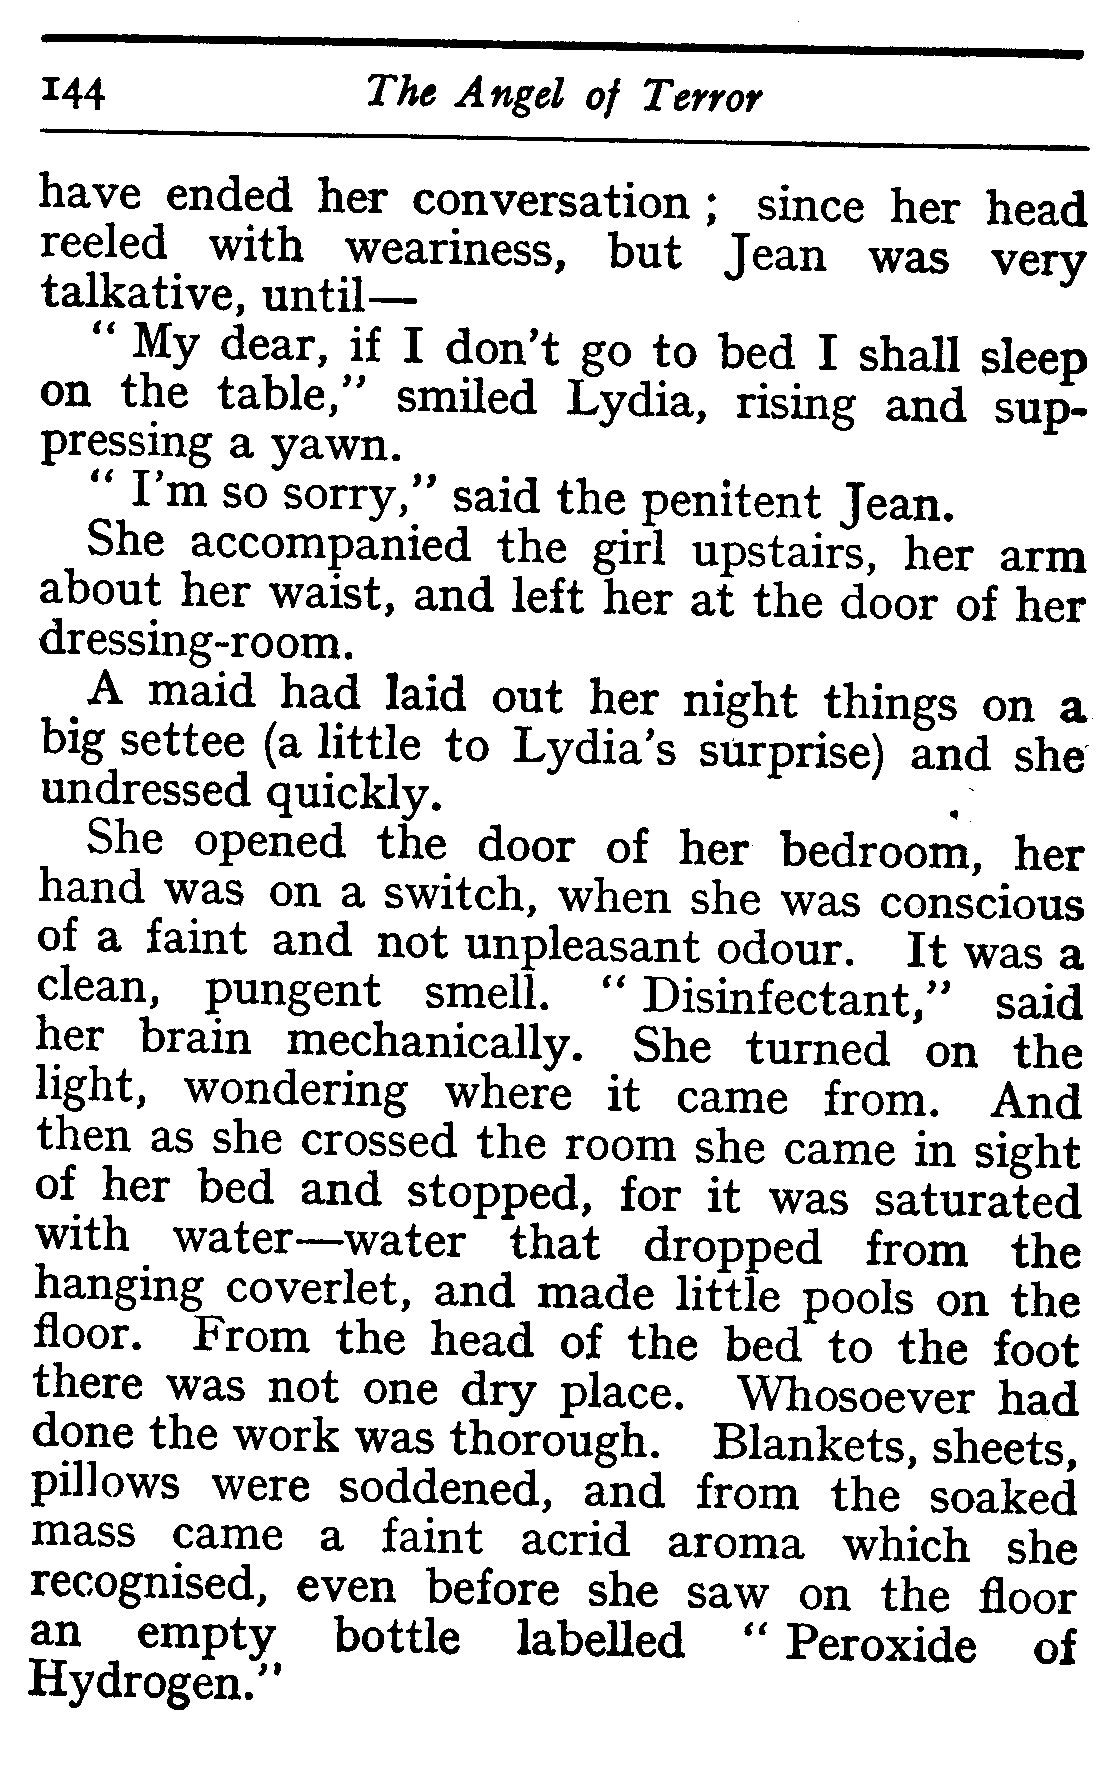 144 The Angel of Terror
have ended her conversation ; since her head
reeled with weariness, but Jean was very
talkative, until—
“ My dear, if I don't go to bed I shall sleep
on the table,” smiled Lydia, rising and sup-
pressing a yawn.
“ I'm so sorry,” said the penitent Jean.
She accompanied the girl upstairs, her arm
about her waist, and left her at the door of her
dressing-room.
A maid had laid out her night things on a
big settee (a little to Lydia's surprise) and she
undressed quickly.
She opened the door of her bedroom, her
hand was on a switch, when she was conscious
of a faint and not unpleasant odour. It was a
clean, pungent smell. “ Disinfectant,” said
her brain mechanically. She turned on the
light, wondering where it came from. And
then as she crossed the room she came in sight
of her bed and stopped, for it was saturated
with water—water that dropped from the
hanging coverlet, and made little pools on the
floor. From the head of the bed to the foot
there was not one dry place. Whosoever had
done the work was thorough. Blankets, sheets,
pillows were soddened, and from the soaked
mass came a faint acrid aroma which she
recognised, even before she saw on the floor
an empty bottle labelled “ Peroxide of
Hydrogen.”